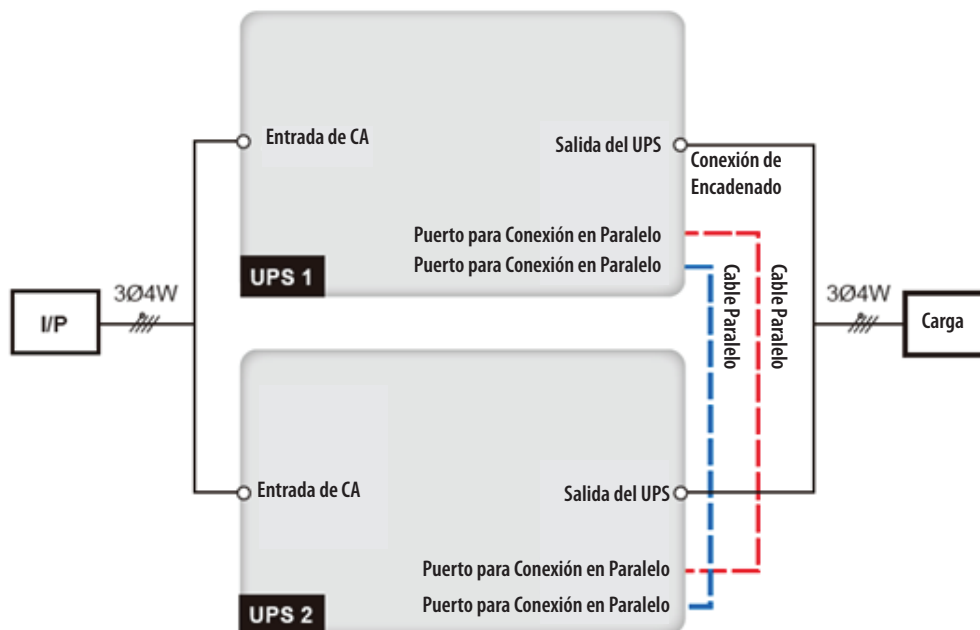 Entrada de CA
Salida del UPS
Conexión de
Encadenado
Puerto para Conexión en Paralelo
Puerto para Conexión en Paralelo
UPS 1
Cable Paralelo
Cable Paralelo
I/P
3Ø4W
3Ø4W
Carga
Entrada de CA
Salida del UPS
Puerto para Conexión en Paralelo
Puerto para Conexión en Paralelo
UPS 2